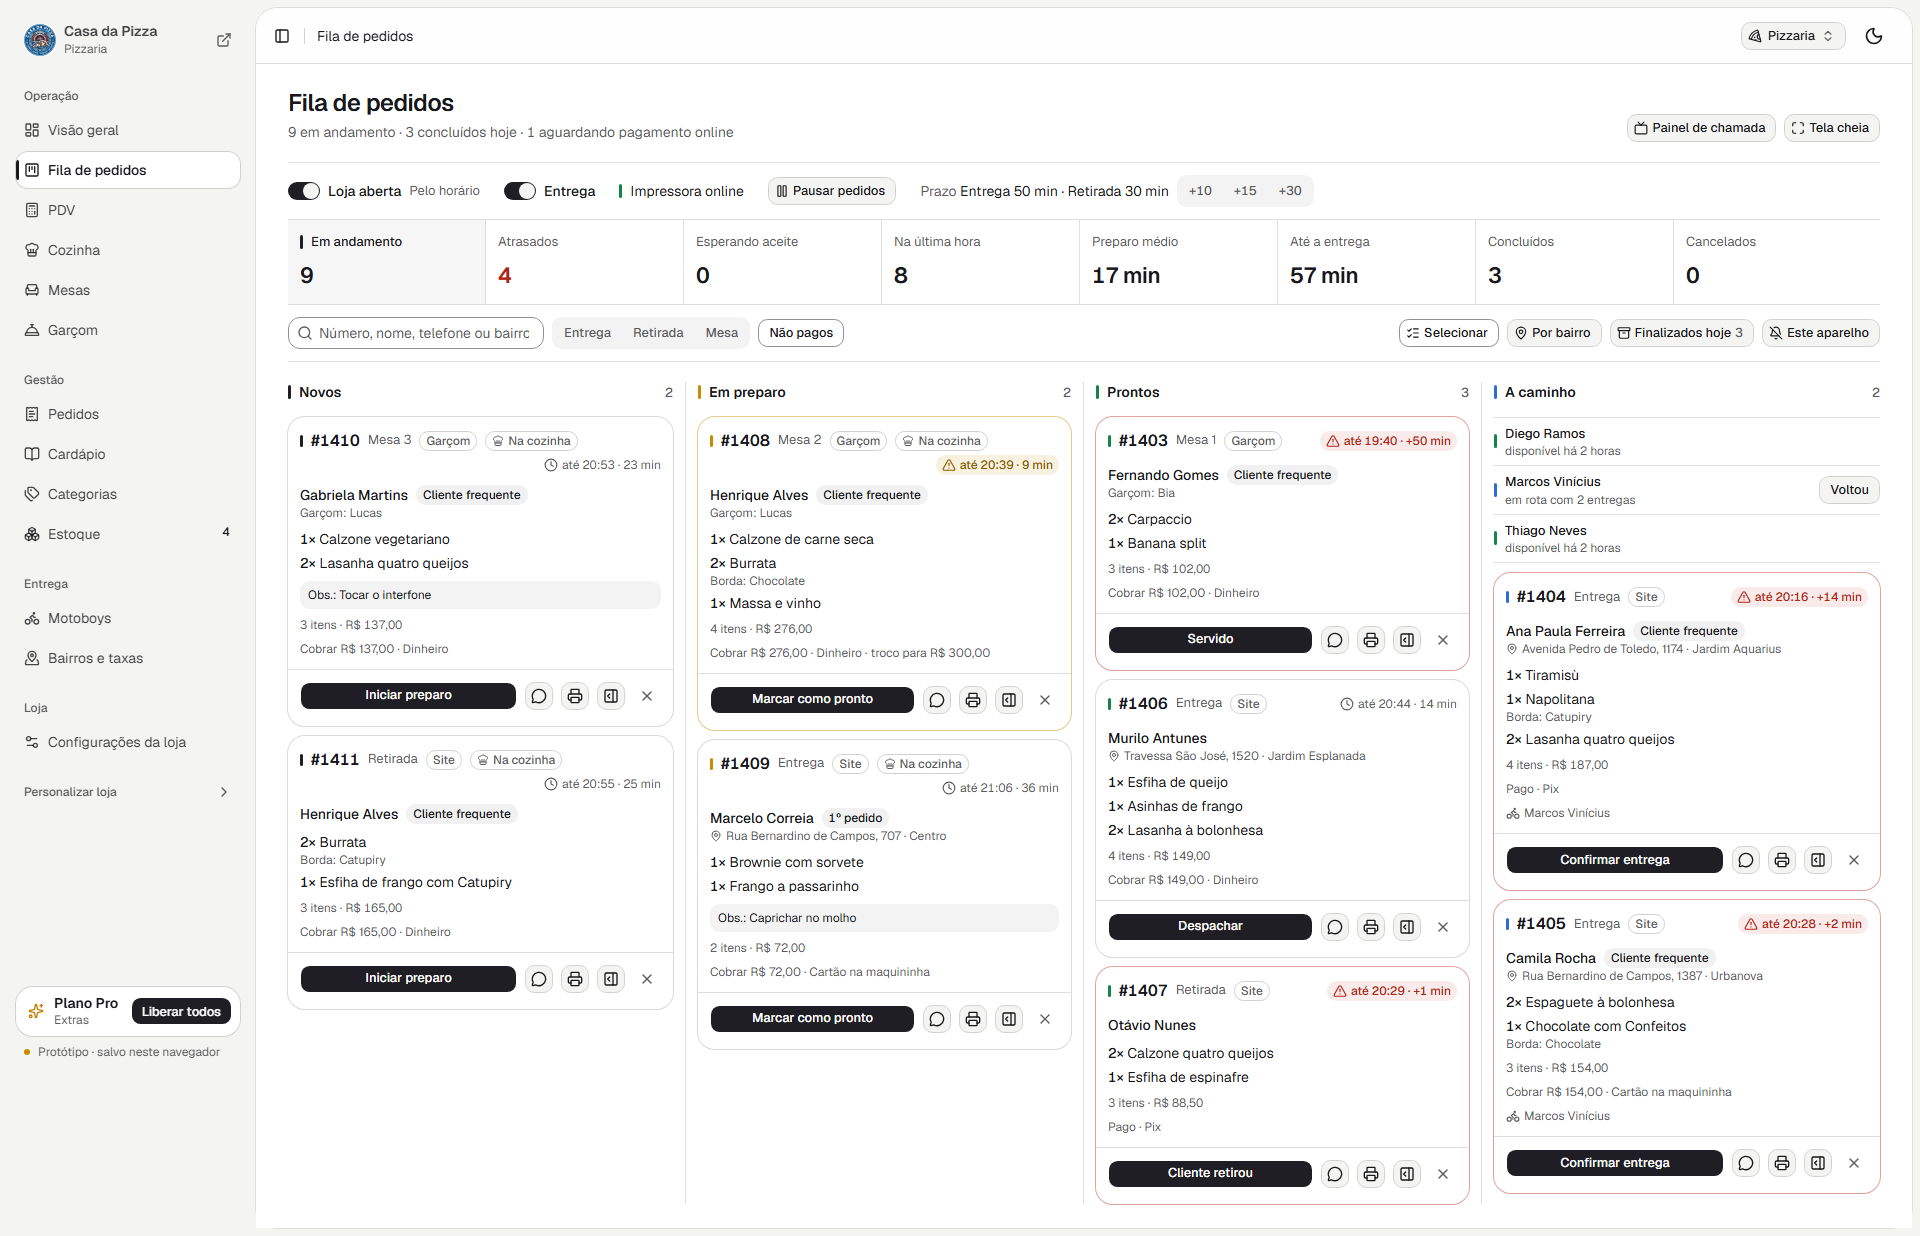 Casa da Pizza
Pizzaria
Operação
Visão geral
Fila de pedidos
PDV
Cozinha
Mesas
Garçom
Gestão
Pedidos
Cardápio
Categorias
Estoque 4
Entrega
Motoboys
Bairros e taxas
Loja
Configurações da loja
Personalizar loja
Plano Pro
Extras
Liberar todos
Protótipo · salvo neste navegador
Fila de pedidos
Pizzaria
Fila de pedidos
9 em andamento · 3 concluídos hoje · 1 aguardando pagamento online
Painel de chamada
Tela cheia
Loja aberta Pelo horário
Entrega
Impressora online
Pausar pedidos
Prazo Entrega 50 min · Retirada 30 min
+10 +15 +30
Em andamento
9
Atrasados
4
Esperando aceite
0
Na última hora
8
Preparo médio
17 min
Até a entrega
57 min
Concluídos
3
Cancelados
0
Número, nome, telefone ou bairro
Entrega Retirada Mesa
Não pagos
Selecionar
Por bairro
Finalizados hoje 3
Este aparelho
Novos 2
#1410 Mesa 3 Garçom Na cozinha
até 20:53 · 23 min
Gabriela Martins Cliente frequente
Garçom: Lucas
1× Calzone vegetariano
2× Lasanha quatro queijos
Obs.: Tocar o interfone
3 itens · R$ 137,00
Cobrar R$ 137,00 · Dinheiro
Iniciar preparo
#1411 Retirada Site Na cozinha
até 20:55 · 25 min
Henrique Alves Cliente frequente
2× Burrata
Borda: Catupiry
1× Esfiha de frango com Catupiry
3 itens · R$ 165,00
Cobrar R$ 165,00 · Dinheiro
Iniciar preparo
Em preparo 2
#1408 Mesa 2 Garçom Na cozinha
até 20:39 · 9 min
Henrique Alves Cliente frequente
Garçom: Lucas
1× Calzone de carne seca
2× Burrata
Borda: Chocolate
1× Massa e vinho
4 itens · R$ 276,00
Cobrar R$ 276,00 · Dinheiro · troco para R$ 300,00
Marcar como pronto
#1409 Entrega Site Na cozinha
até 21:06 · 36 min
Marcelo Correia 1º pedido
Rua Bernardino de Campos, 707 · Centro
1× Brownie com sorvete
1× Frango a passarinho
Obs.: Caprichar no molho
2 itens · R$ 72,00
Cobrar R$ 72,00 · Cartão na maquininha
Marcar como pronto
Prontos 3
#1403 Mesa 1 Garçom até 19:40 · +50 min
Fernando Gomes Cliente frequente
Garçom: Bia
2× Carpaccio
1× Banana split
3 itens · R$ 102,00
Cobrar R$ 102,00 · Dinheiro
Servido
#1406 Entrega Site até 20:44 · 14 min
Murilo Antunes
Travessa São José, 1520 · Jardim Esplanada
1× Esfiha de queijo
1× Asinhas de frango
2× Lasanha à bolonhesa
4 itens · R$ 149,00
Cobrar R$ 149,00 · Dinheiro
Despachar
#1407 Retirada Site até 20:29 · +1 min
Otávio Nunes
2× Calzone quatro queijos
1× Esfiha de espinafre
3 itens · R$ 88,50
Pago · Pix
Cliente retirou
A caminho 2
Diego Ramos
disponível há 2 horas
Marcos Vinícius
em rota com 2 entregas
Voltou
Thiago Neves
disponível há 2 horas
#1404 Entrega Site até 20:16 · +14 min
Ana Paula Ferreira Cliente frequente
Avenida Pedro de Toledo, 1174 · Jardim Aquarius
1× Tiramisù
1× Napolitana
Borda: Catupiry
2× Lasanha quatro queijos
4 itens · R$ 187,00
Pago · Pix
Marcos Vinícius
Confirmar entrega
#1405 Entrega Site até 20:28 · +2 min
Camila Rocha Cliente frequente
Rua Bernardino de Campos, 1387 · Urbanova
2× Espaguete à bolonhesa
1× Chocolate com Confeitos
Borda: Chocolate
3 itens · R$ 154,00
Cobrar R$ 154,00 · Cartão na maquininha
Marcos Vinícius
Confirmar entrega